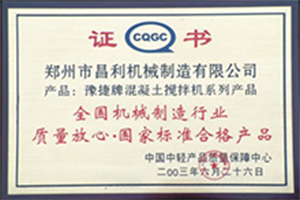 证 CQGC 书
郑州市昌利机械制造有限公司
产品：豫捷牌混凝土搅拌机系列产品
全国机械制造行业
质量放心·国家标准合格产品
中国中轻产品质量保障中心
二00三年六月二十六日